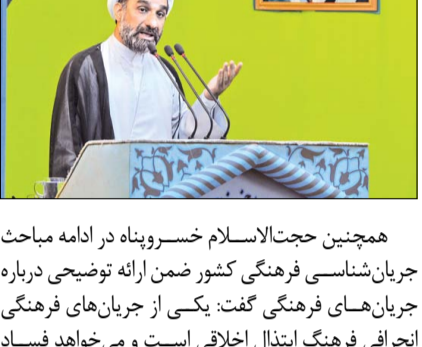 همچنین حجت‌الاسلام خسروپناه در ادامه مباحث
جریان‌شناسی فرهنگی کشور ضمن ارائه توضیحی درباره
جریان‌های فرهنگی گفت: یکی از جریان‌های فرهنگی
انحرافی فرهنگ ابتذال اخلاقی است و می‌خواهد فساد